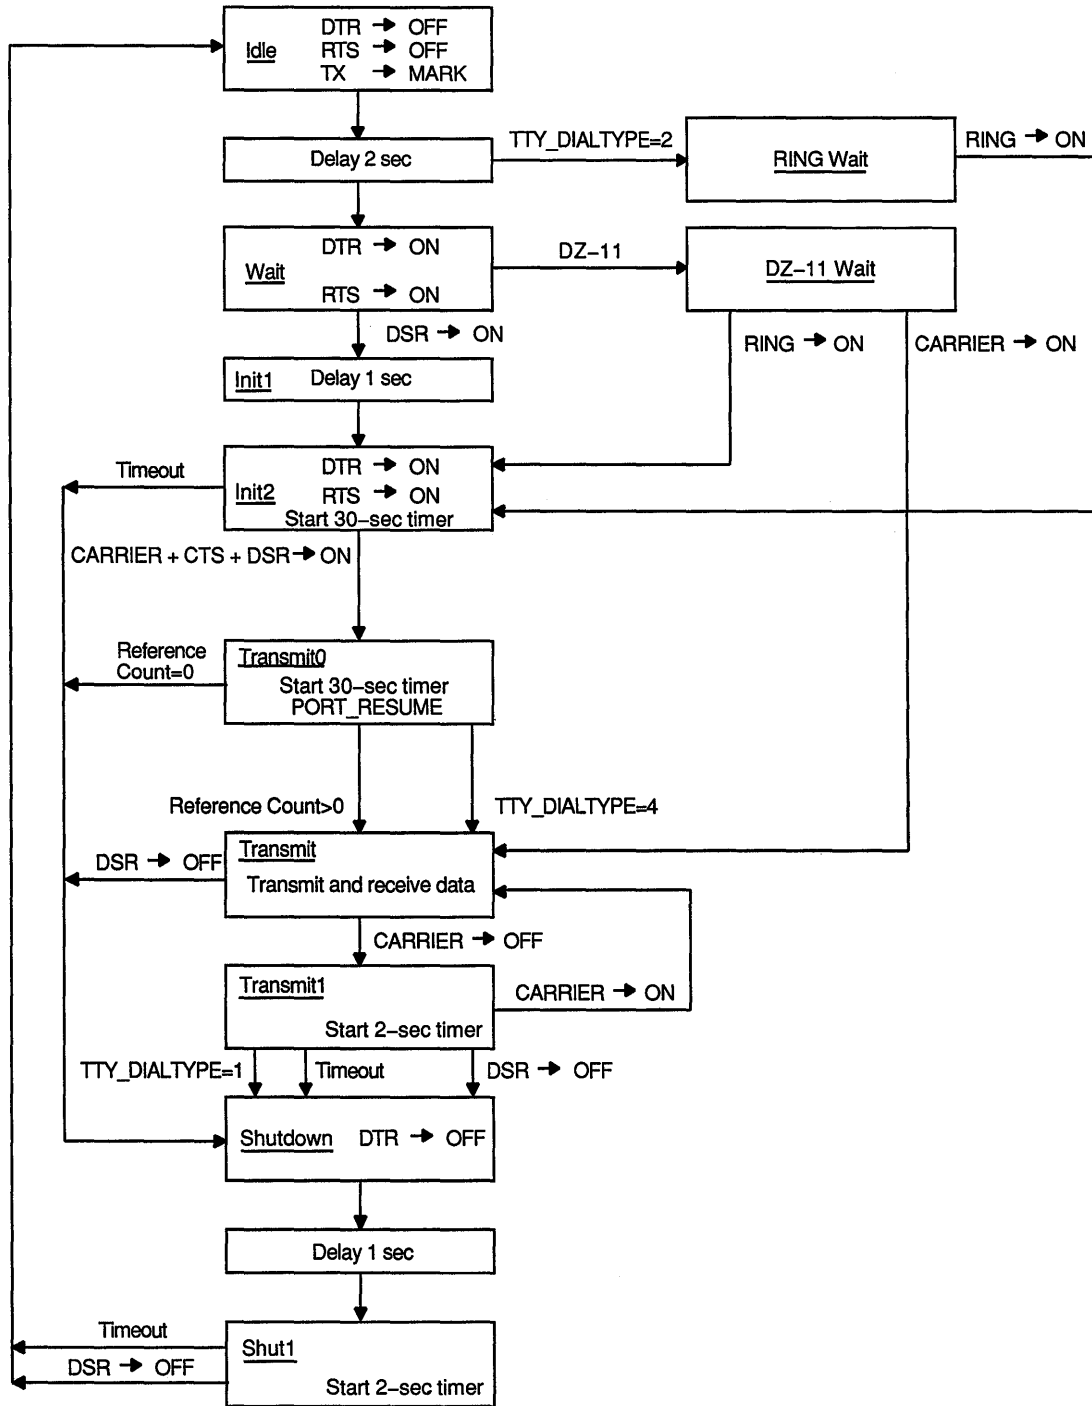 DTR → OFF
Idle RTS → OFF
TX → MARK
Delay 2 sec
TTY_DIALTYPE=2
RING Wait
RING → ON
DTR → ON
Wait
RTS → ON
DZ-11
DZ-11 Wait
DSR → ON
RING → ON
CARRIER → ON
Init1 Delay 1 sec
Timeout
DTR → ON
Init2 RTS → ON
Start 30-sec timer
CARRIER + CTS + DSR → ON
Reference
Count=0
Transmit0
Start 30-sec timer
PORT_RESUME
Reference Count>0
TTY_DIALTYPE=4
DSR → OFF
Transmit
Transmit and receive data
CARRIER → OFF
Transmit1
Start 2-sec timer
CARRIER → ON
TTY_DIALTYPE=1
Timeout
DSR → OFF
Shutdown DTR → OFF
Delay 1 sec
Timeout
DSR → OFF
Shut1
Start 2-sec timer